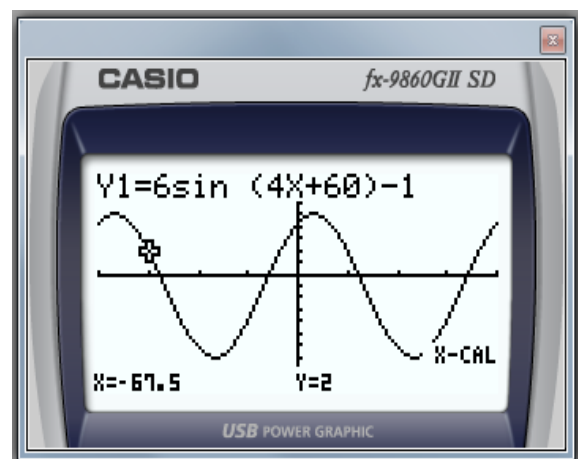 x
CASIO fx-9860GII SD
Y1=6sin (4X+60)-1
X-CAL
X=-67.5 Y=2
USB POWER GRAPHIC